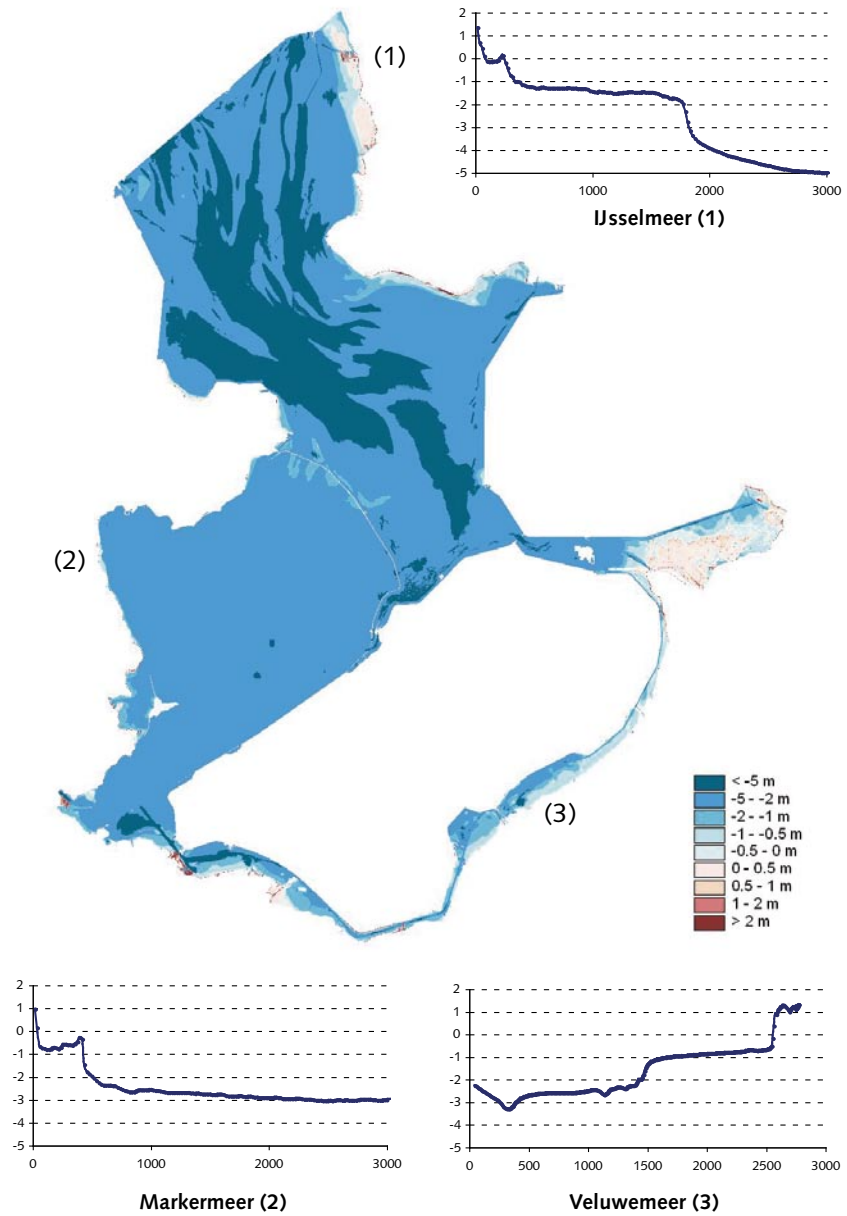 (1)
2
1
0
-1
-2
-3
-4
-5
0 1000 2000 3000
IJsselmeer (1)
(2)
(3)
< -5 m
-5 - -2 m
-2 - -1 m
-1 - -0.5 m
-0.5 - 0 m
0 - 0.5 m
0.5 - 1 m
1 - 2 m
> 2 m
2
1
0
-1
-2
-3
-4
-5
0 1000 2000 3000
Markermeer (2)
2
1
0
-1
-2
-3
-4
-5
0 500 1000 1500 2000 2500 3000
Veluwemeer (3)